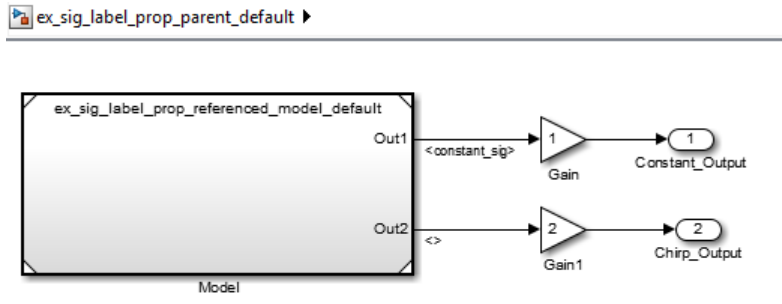 ex_sig_label_prop_parent_default
ex_sig_label_prop_referenced_model_default
Out1
<constant_sig>
1
Gain
1
Constant_Output
Out2
<>
2
Gain1
2
Chirp_Output
Model